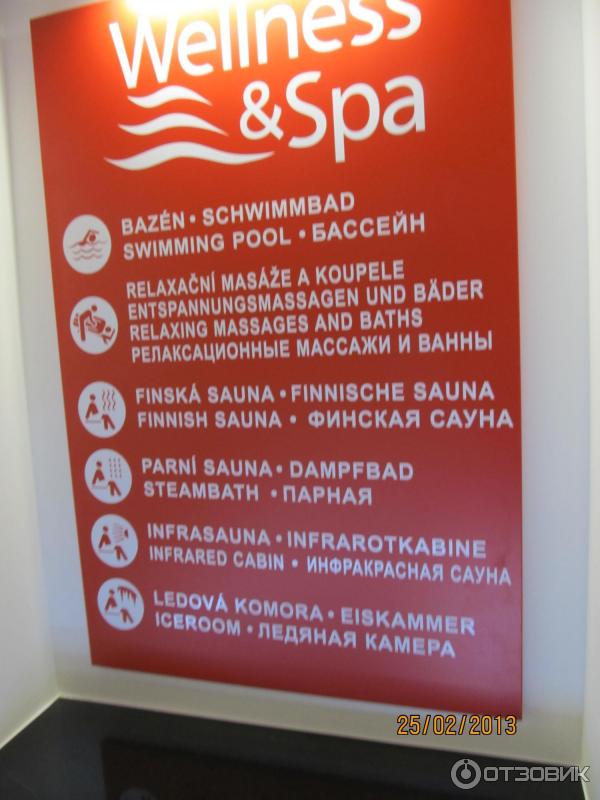 Wellness
&Spa
BAZÉN • SCHWIMMBAD
SWIMMING POOL • БАССЕЙН
RELAXAČNÍ MASÁŽE A KOUPELE
ENTSPANNUNGSMASSAGEN UND BÄDER
RELAXING MASSAGES AND BATHS
РЕЛАКСАЦИОННЫЕ МАССАЖИ И ВАННЫ
FINSKÁ SAUNA • FINNISCHE SAUNA
FINNISH SAUNA • ФИНСКАЯ САУНА
PARNÍ SAUNA • DAMPFBAD
STEAMBATH • ПАРНАЯ
INFRASAUNA • INFRAROTKABINE
INFRARED CABIN • ИНФРАКРАСНАЯ САУНА
LEDOVÁ KOMORA • EISKAMMER
ICEROOM • ЛЕДЯНАЯ КАМЕРА
25/02/2013
ОТЗОВИК